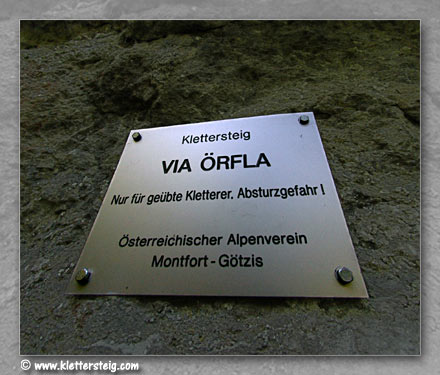 Klettersteig
VIA ÖRFLA
Nur für geübte Kletterer. Absturzgefahr !
Österreichischer Alpenverein
Montfort - Götzis
© www.klettersteig.com